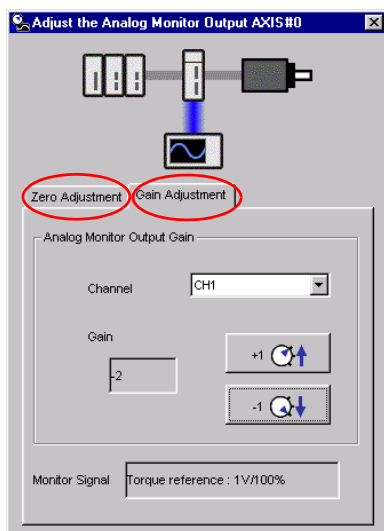 Adjust the Analog Monitor Output AXIS#0
Zero Adjustment
Gain Adjustment
Analog Monitor Output Gain
Channel
CH1
Gain
-2
+1
-1
Monitor Signal
Torque reference : 1V/100%